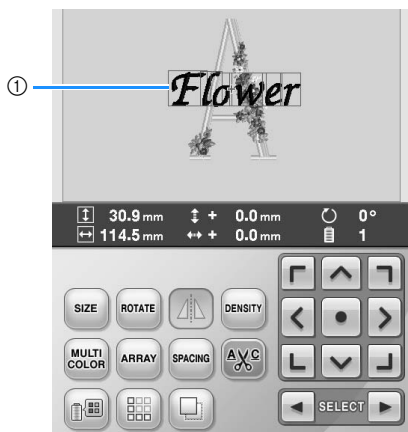 ①
A
Flower
30.9 mm + 0.0 mm 0°
114.5 mm + 0.0 mm 1
SIZE ROTATE DENSITY
MULTI COLOR ARRAY SPACING A C
SELECT